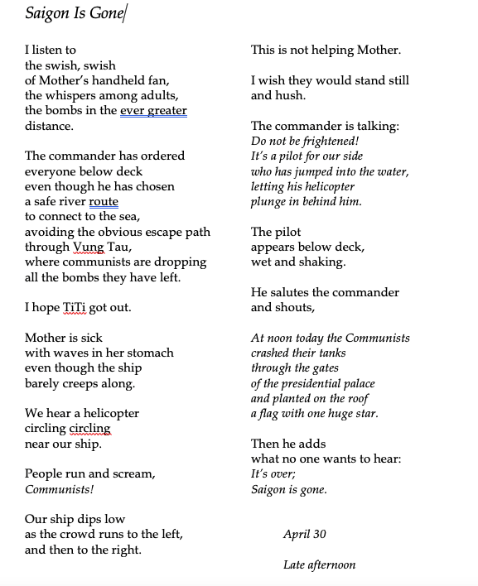 Saigon Is Gone
I listen to
the swish, swish
of Mother's handheld fan,
the whispers among adults,
the bombs in the ever greater
distance.
The commander has ordered
everyone below deck
even though he has chosen
a safe river route
to connect to the sea,
avoiding the obvious escape path
through Vung Tau,
where communists are dropping
all the bombs they have left.
I hope TiTi got out.
Mother is sick
with waves in her stomach
even though the ship
barely creeps along.
We hear a helicopter
circling circling
near our ship.
People run and scream,
Communists!
Our ship dips low
as the crowd runs to the left,
and then to the right.
This is not helping Mother.
I wish they would stand still
and hush.
The commander is talking:
Do not be frightened!
It's a pilot for our side
who has jumped into the water,
letting his helicopter
plunge in behind him.
The pilot
appears below deck,
wet and shaking.
He salutes the commander
and shouts,
At noon today the Communists
crashed their tanks
through the gates
of the presidential palace
and planted on the roof
a flag with one huge star.
Then he adds
what no one wants to hear:
It's over;
Saigon is gone.
April 30
Late afternoon